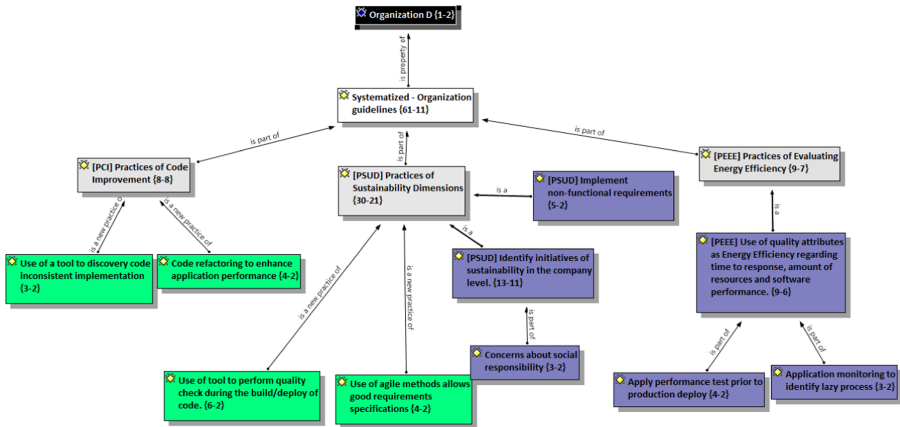 Organization D {1-2}
is property of
Systematized - Organization
guidelines {61-11}
is part of
is part of
is part of
[PCI] Practices of Code
Improvement {8-8}
[PSUD] Practices of
Sustainability Dimensions
{30-21}
is a
[PSUD] Implement
non-functional requirements
{5-2}
[PEEE] Practices of Evaluating
Energy Efficiency {9-7}
is a new practice of
is a new practice of
is a
is a
Use of a tool to discovery code
inconsistent implementation
{3-2}
Code refactoring to enhance
application performance {4-2}
[PSUD] Identify initiatives of
sustainability in the company
level. {13-11}
[PEEE] Use of quality attributes
as Energy Efficiency regarding
time to response, amount of
resources and software
performance. {9-6}
is a new practice of
is a new practice of
is part of
is part of
is part of
Concerns about social
responsibility {3-2}
Use of tool to perform quality
check during the build/deploy of
code. {6-2}
Use of agile methods allows
good requirements
specifications {4-2}
Apply performance test prior to
production deploy {4-2}
Application monitoring to
identify lazy process {3-2}